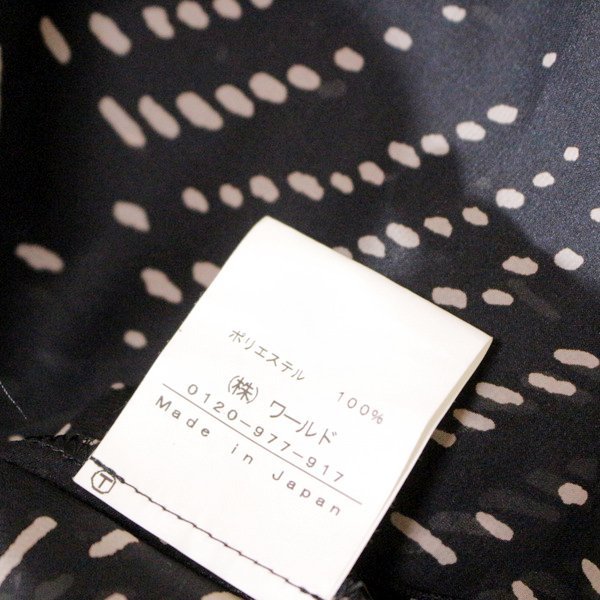 ポリエステル 100%
(株) ワールド
0120-977-917
Made in Japan
T